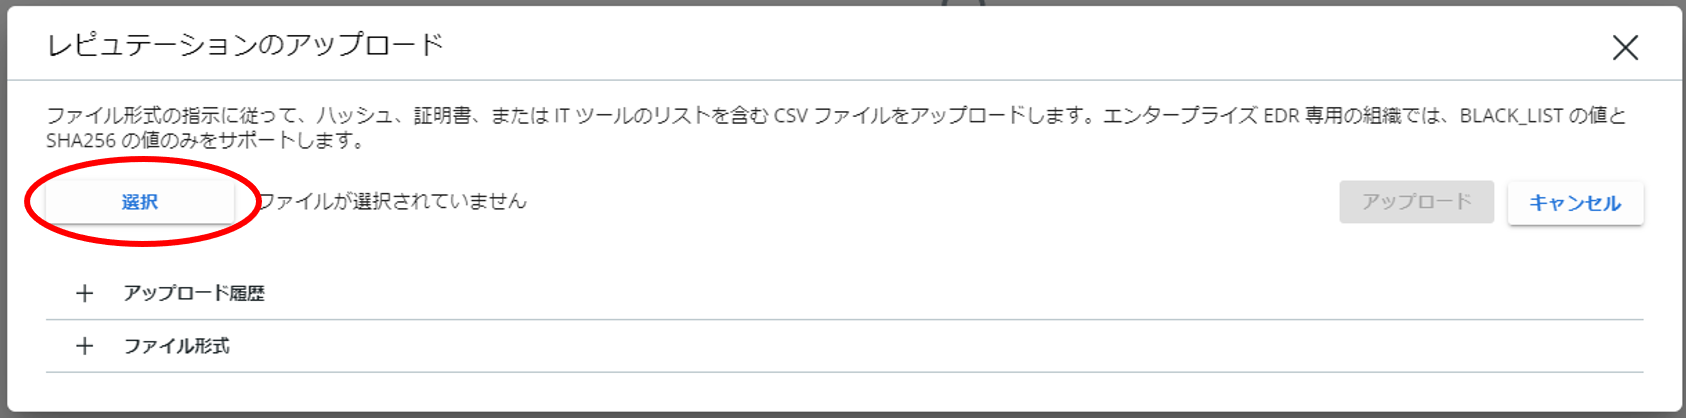 レピュテーションのアップロード
ファイル形式の指示に従って、ハッシュ、証明書、または IT ツールのリストを含む CSV ファイルをアップロードします。エンタープライズ EDR 専用の組織では、BLACK_LIST の値と
SHA256 の値のみをサポートします。
選択 ファイルが選択されていません アップロード キャンセル
アップロード履歴
ファイル形式